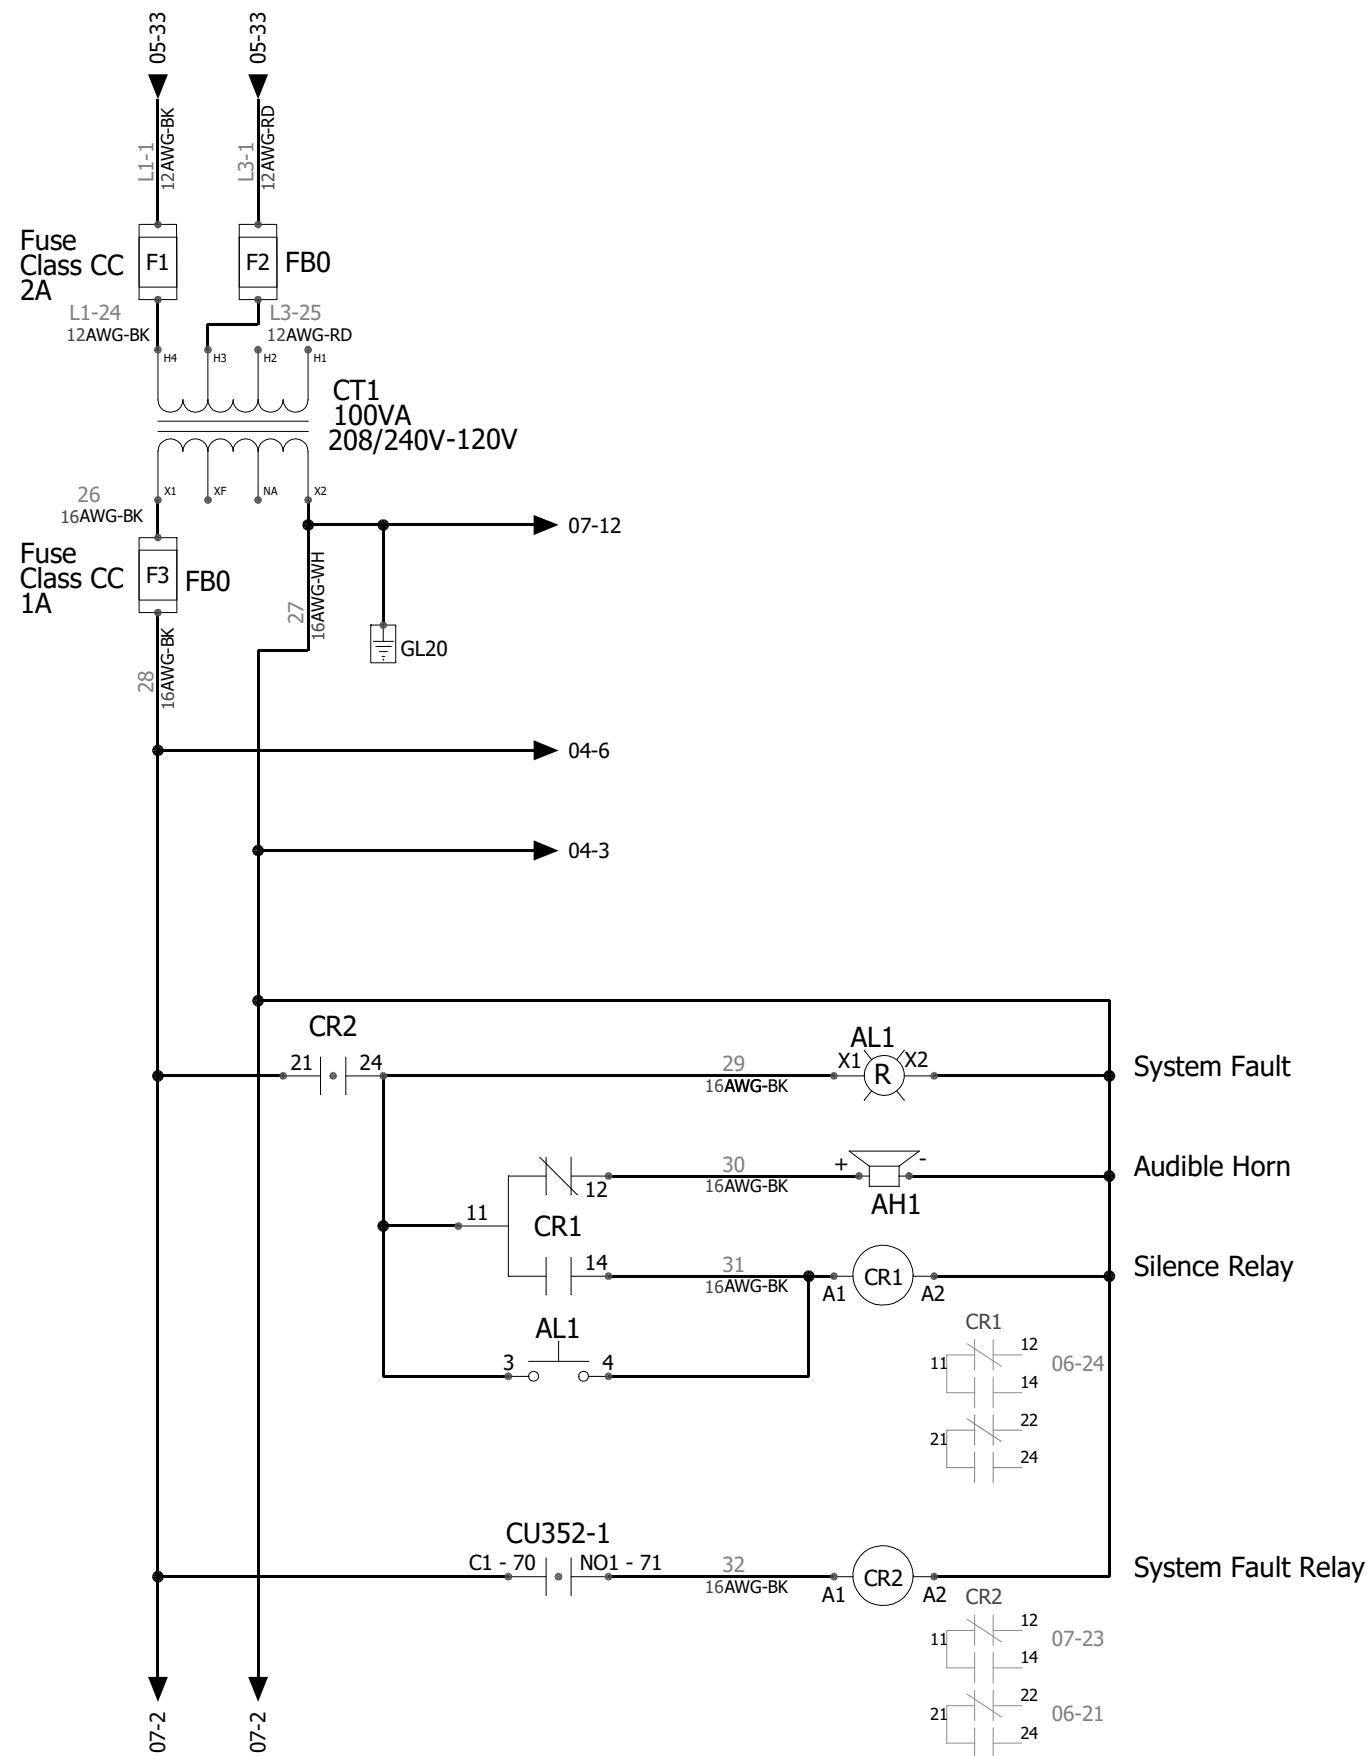 05-33
05-33
L1-1
12AWG-BK
L3-1
12AWG-RD
Fuse
Class CC
2A
F1
F2
FB0
L1-24
12AWG-BK
L3-25
12AWG-RD
H4
H3
H2
H1
CT1
100VA
208/240V-120V
X1
XF
NA
X2
26
16AWG-BK
07-12
Fuse
Class CC
1A
F3
FB0
27
16AWG-WH
GL20
28
16AWG-BK
04-6
04-3
CR2
21
24
29
16AWG-BK
AL1
X1
R
X2
System Fault
12
30
16AWG-BK
+
-
AH1
Audible Horn
11
CR1
14
31
16AWG-BK
A1
CR1
A2
Silence Relay
AL1
3
4
CR1
11
12
14
06-24
21
22
24
CU352-1
C1 - 70
NO1 - 71
32
16AWG-BK
A1
CR2
A2
System Fault Relay
CR2
11
12
14
07-23
21
22
24
06-21
07-2
07-2